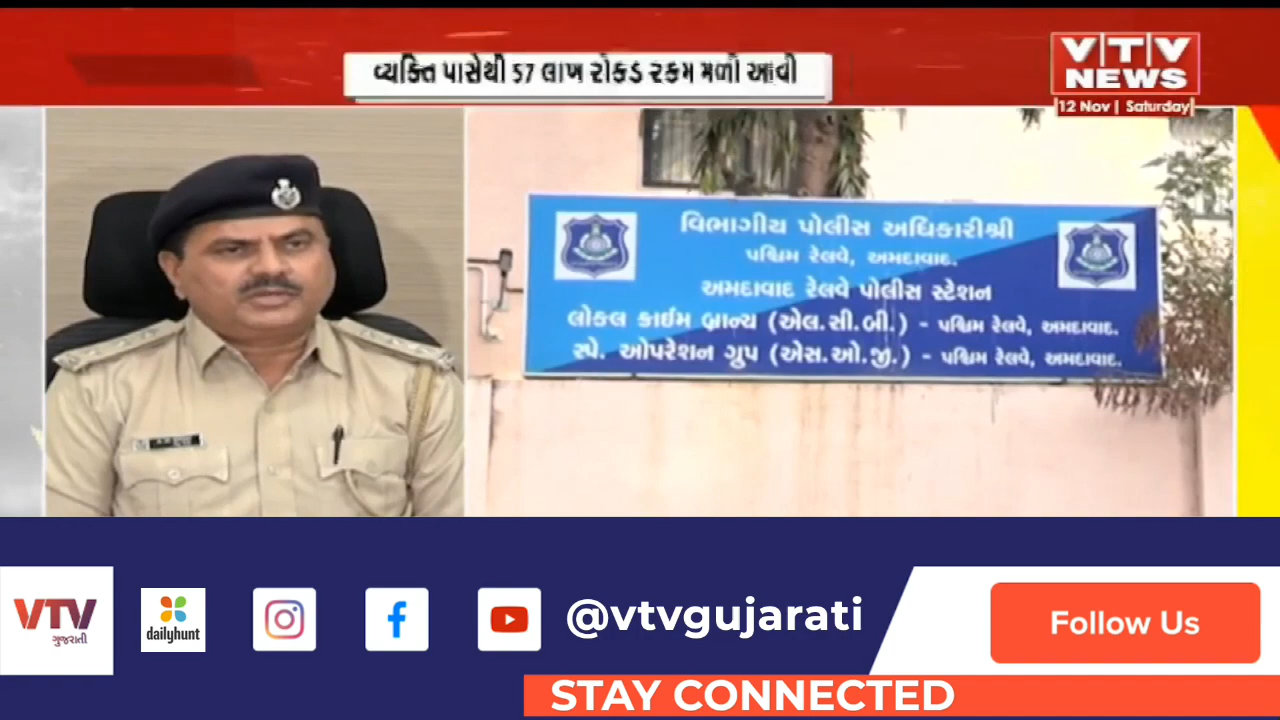 વ્યક્તિ પાસેથી 57 લાખ રોકડ રકમ મળી આવી
VTV
NEWS
12 Nov | Saturday
વિભાગીય પોલીસ અધિકારીશ્રી
પશ્ચિમ રેલવે, અમદાવાદ.
અમદાવાદ રેલવે પોલીસ સ્ટેશન
લોકલ ક્રાઈમ બ્રાન્ચ (એલ.સી.બી.) - પશ્ચિમ રેલવે, અમદાવાદ.
સ્પે. ઓપરેશન ગ્રુપ (એસ.ઓ.જી.) - પશ્ચિમ રેલવે, અમદાવાદ.
VTV
ગુજરાતી
dailyhunt
@vtvgujarati
Follow Us
STAY CONNECTED